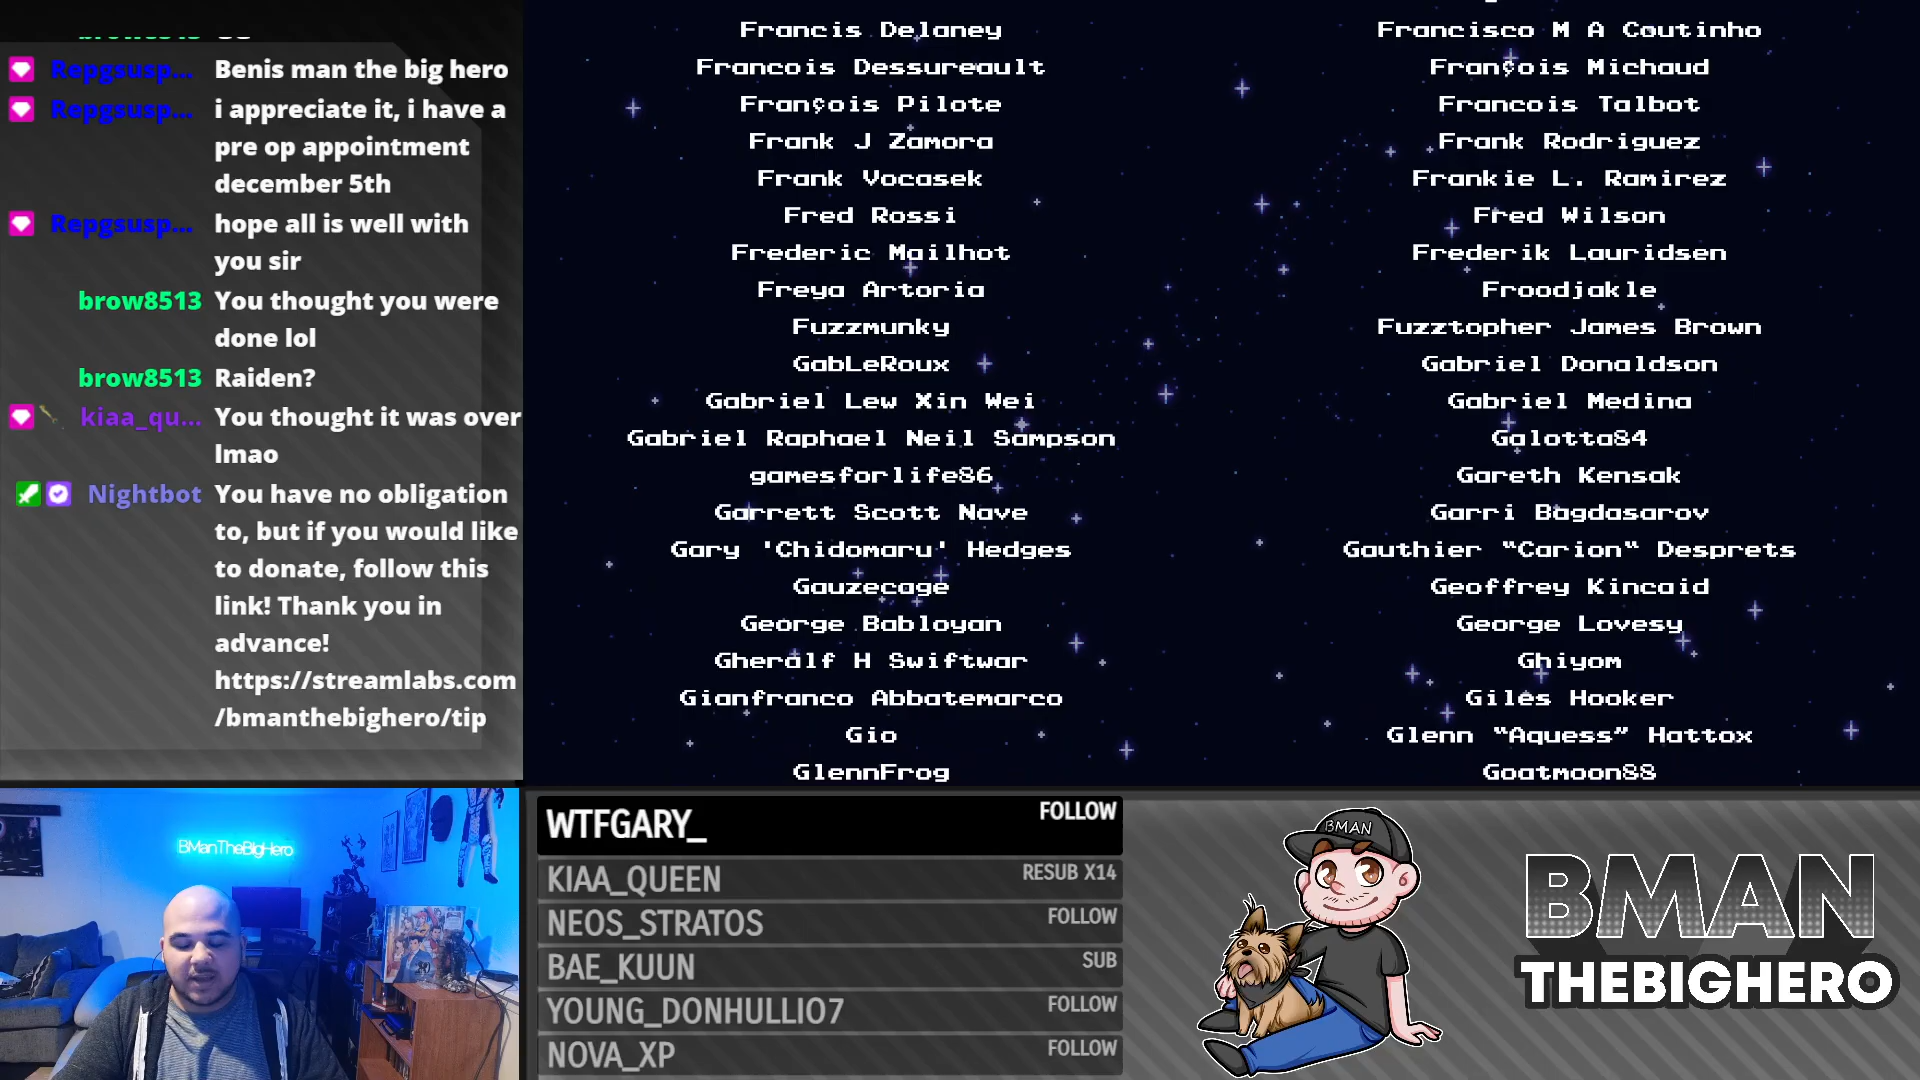 Repgsusp... Benis man the big hero
Repgsusp... i appreciate it, i have a
pre op appointment
december 5th
Repgsusp... hope all is well with
you sir
brow8513 You thought you were
done lol
brow8513 Raiden?
kiaa_qu... You thought it was over
lmao
Nightbot You have no obligation
to, but if you would like
to donate, follow this
link! Thank you in
advance!
https://streamlabs.com
/bmanthebighero/tip
Francis Delaney
Francois Dessureault
François Pilote
Frank J Zamora
Frank Vocasek
Fred Rossi
Frederic Mailhot
Freya Artoria
Fuzzmunky
GabLeRoux
Gabriel Lew Xin Wei
Gabriel Raphael Neil Sampson
gamesforlife86
Garrett Scott Nave
Gary 'Chidomaru' Hedges
Gauzecage
George Babloyan
Gheralf H Swiftwar
Gianfranco Abbatemarco
Gio
GlennFrog
Francisco M A Coutinho
François Michaud
Francois Talbot
Frank Rodriguez
Frankie L. Ramirez
Fred Wilson
Frederik Lauridsen
Froodjakle
Fuzztopher James Brown
Gabriel Donaldson
Gabriel Medina
Galotta84
Gareth Kensak
Garri Bagdasarov
Gauthier "Carion" Desprets
Geoffrey Kincaid
George Lovesy
Ghiyom
Giles Hooker
Glenn "Aquess" Hattox
Goatmoon88
BManTheBigHero
WTFGARY_ FOLLOW
KIAA_QUEEN RESUB X14
NEOS_STRATOS FOLLOW
BAE_KUUN SUB
YOUNG_DONHULLIO7 FOLLOW
NOVA_XP FOLLOW
BMAN
BMAN
THEBIGHERO